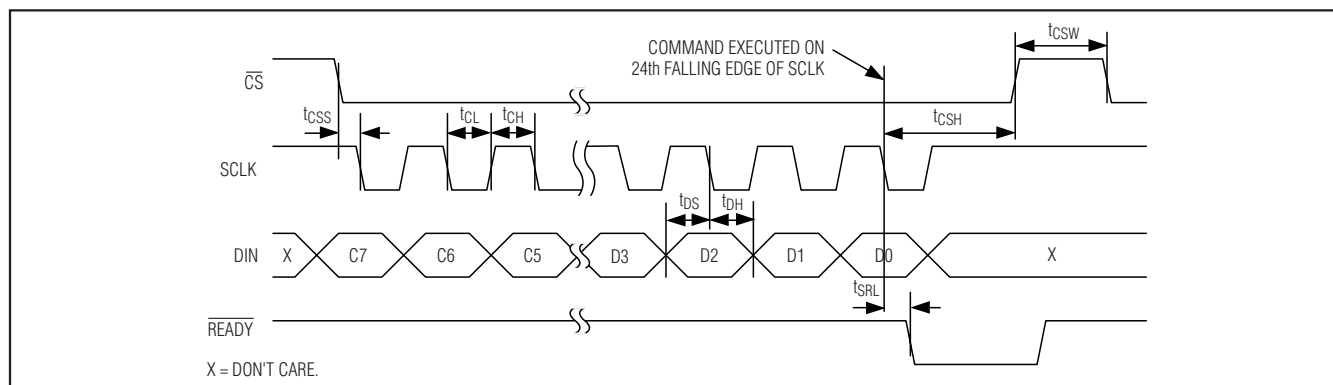 COMMAND EXECUTED ON
24th FALLING EDGE OF SCLK
tCSW
CS
tCSS
tCL
tCH
tCSH
SCLK
tDS
tDH
DIN
X
C7
C6
C5
D3
D2
D1
D0
X
tSRL
READY
X = DON'T CARE.